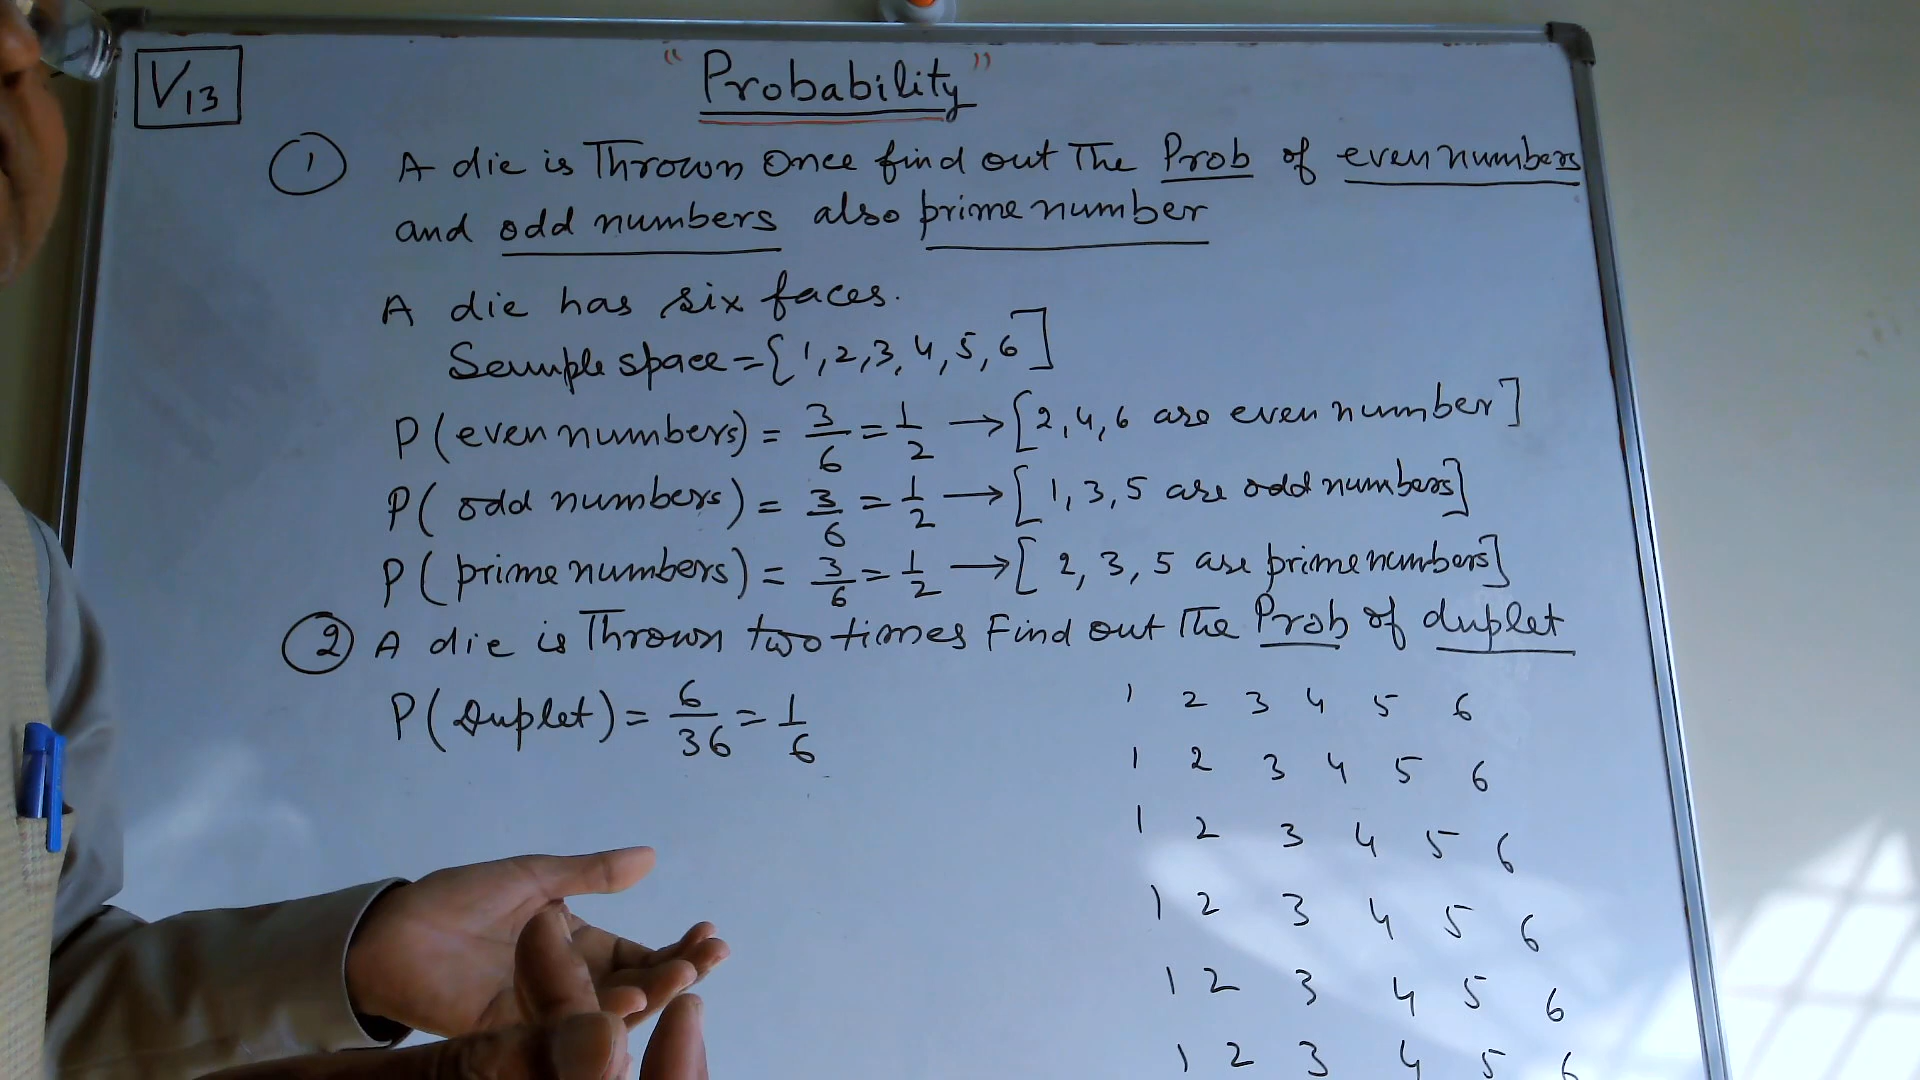 V13
"Probability"
① A die is Thrown Once find out The Prob of even numbers
and odd numbers also prime number
A die has six faces.
Sample space = {1,2,3,4,5,6]
P(even numbers) = 3/6 = 1/2 → [2,4,6 are even number]
P(odd numbers) = 3/6 = 1/2 → [1,3,5 are odd numbers]
P(prime numbers) = 3/6 = 1/2 → [2,3,5 are prime numbers]
② A die is Thrown two times Find out The Prob of duplet
P(Duplet) = 6/36 = 1/6
1 2 3 4 5 6
1 2 3 4 5 6
1 2 3 4 5 6
1 2 3 4 5 6
1 2 3 4 5 6
1 2 3 4 5 6